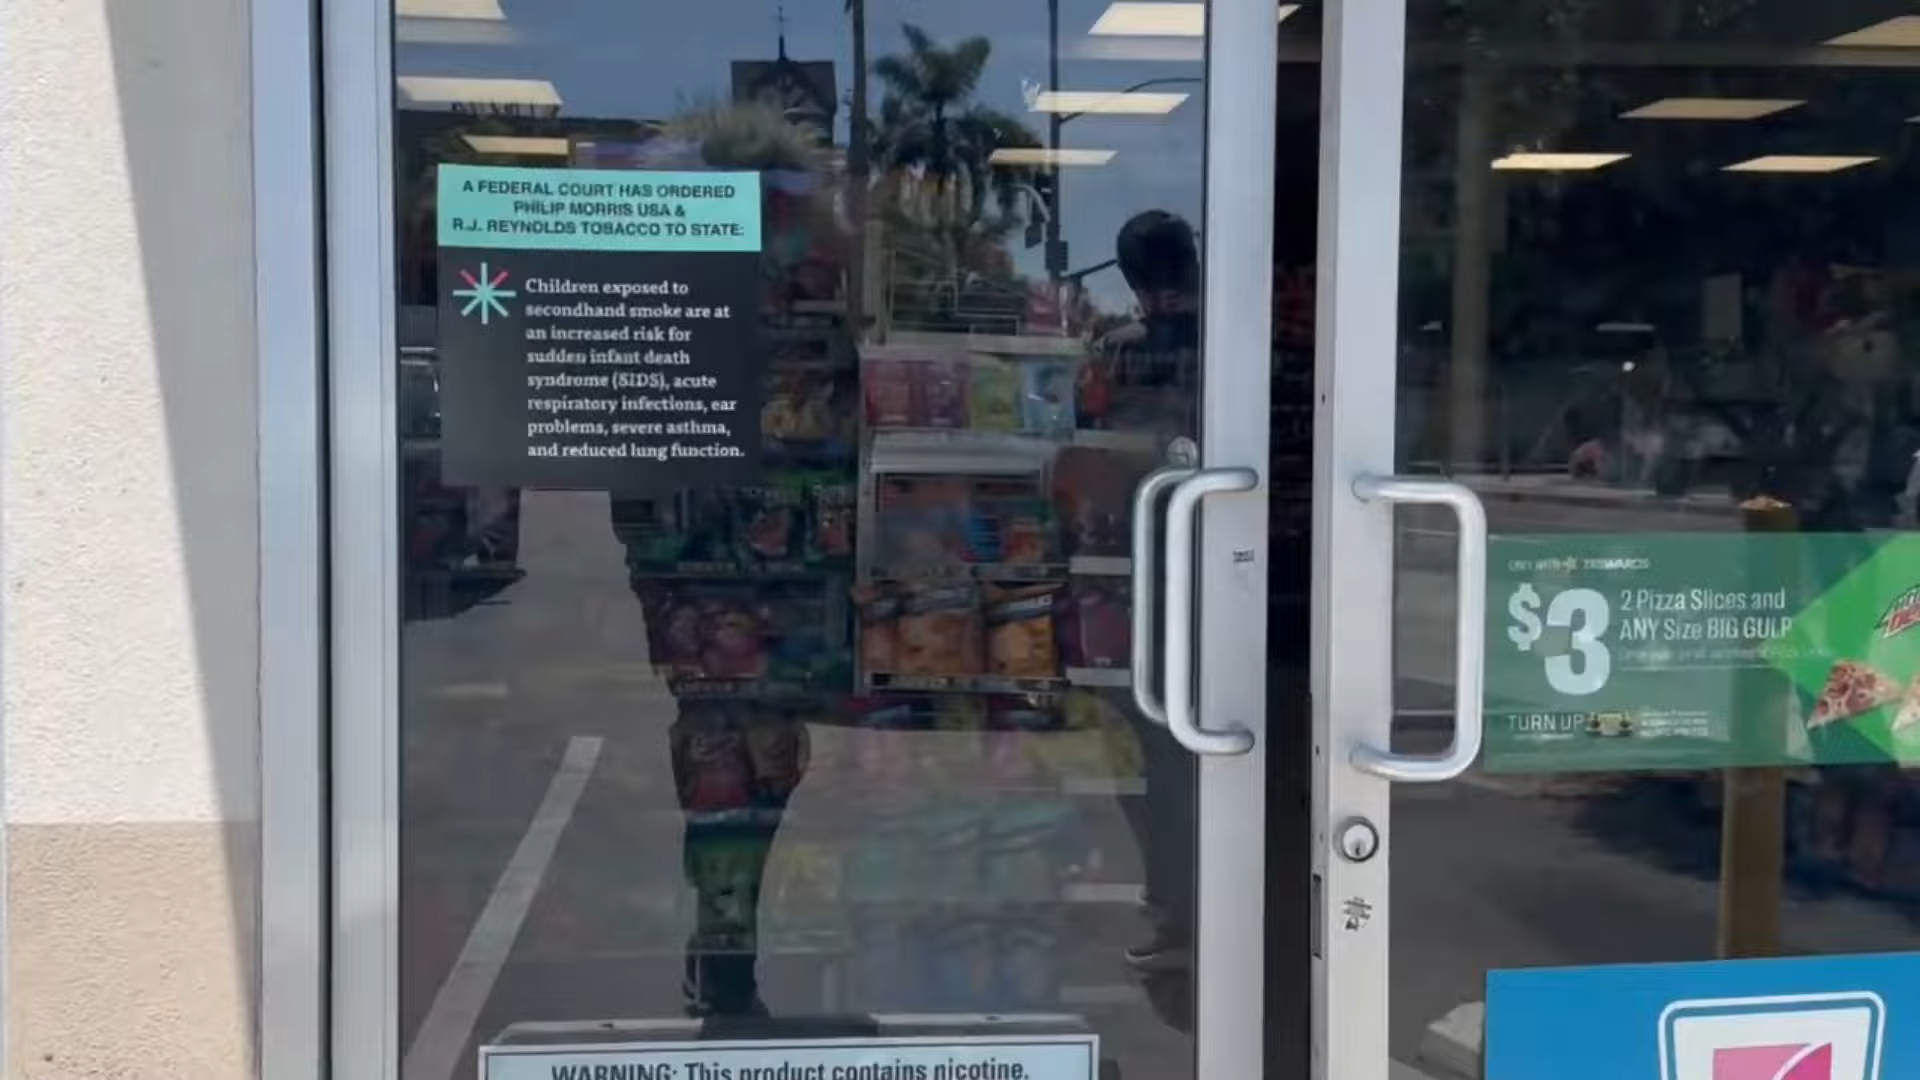 A FEDERAL COURT HAS ORDERED
PHILIP MORRIS USA &
R.J. REYNOLDS TOBACCO TO STATE:
Children exposed to
secondhand smoke are at
an increased risk for
sudden infant death
syndrome (SIDS), acute
respiratory infections, ear
problems, severe asthma,
and reduced lung function.
$3
2 Pizza Slices and
ANY Size BIG GULP
TURN UP
WARNING: This product contains nicotine.